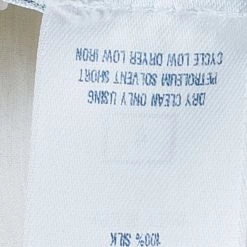 100% SILK
DRY CLEAN ONLY USING
PETROLEUM SOLVENT SHORT
CYCLE LOW DRYER LOW IRON